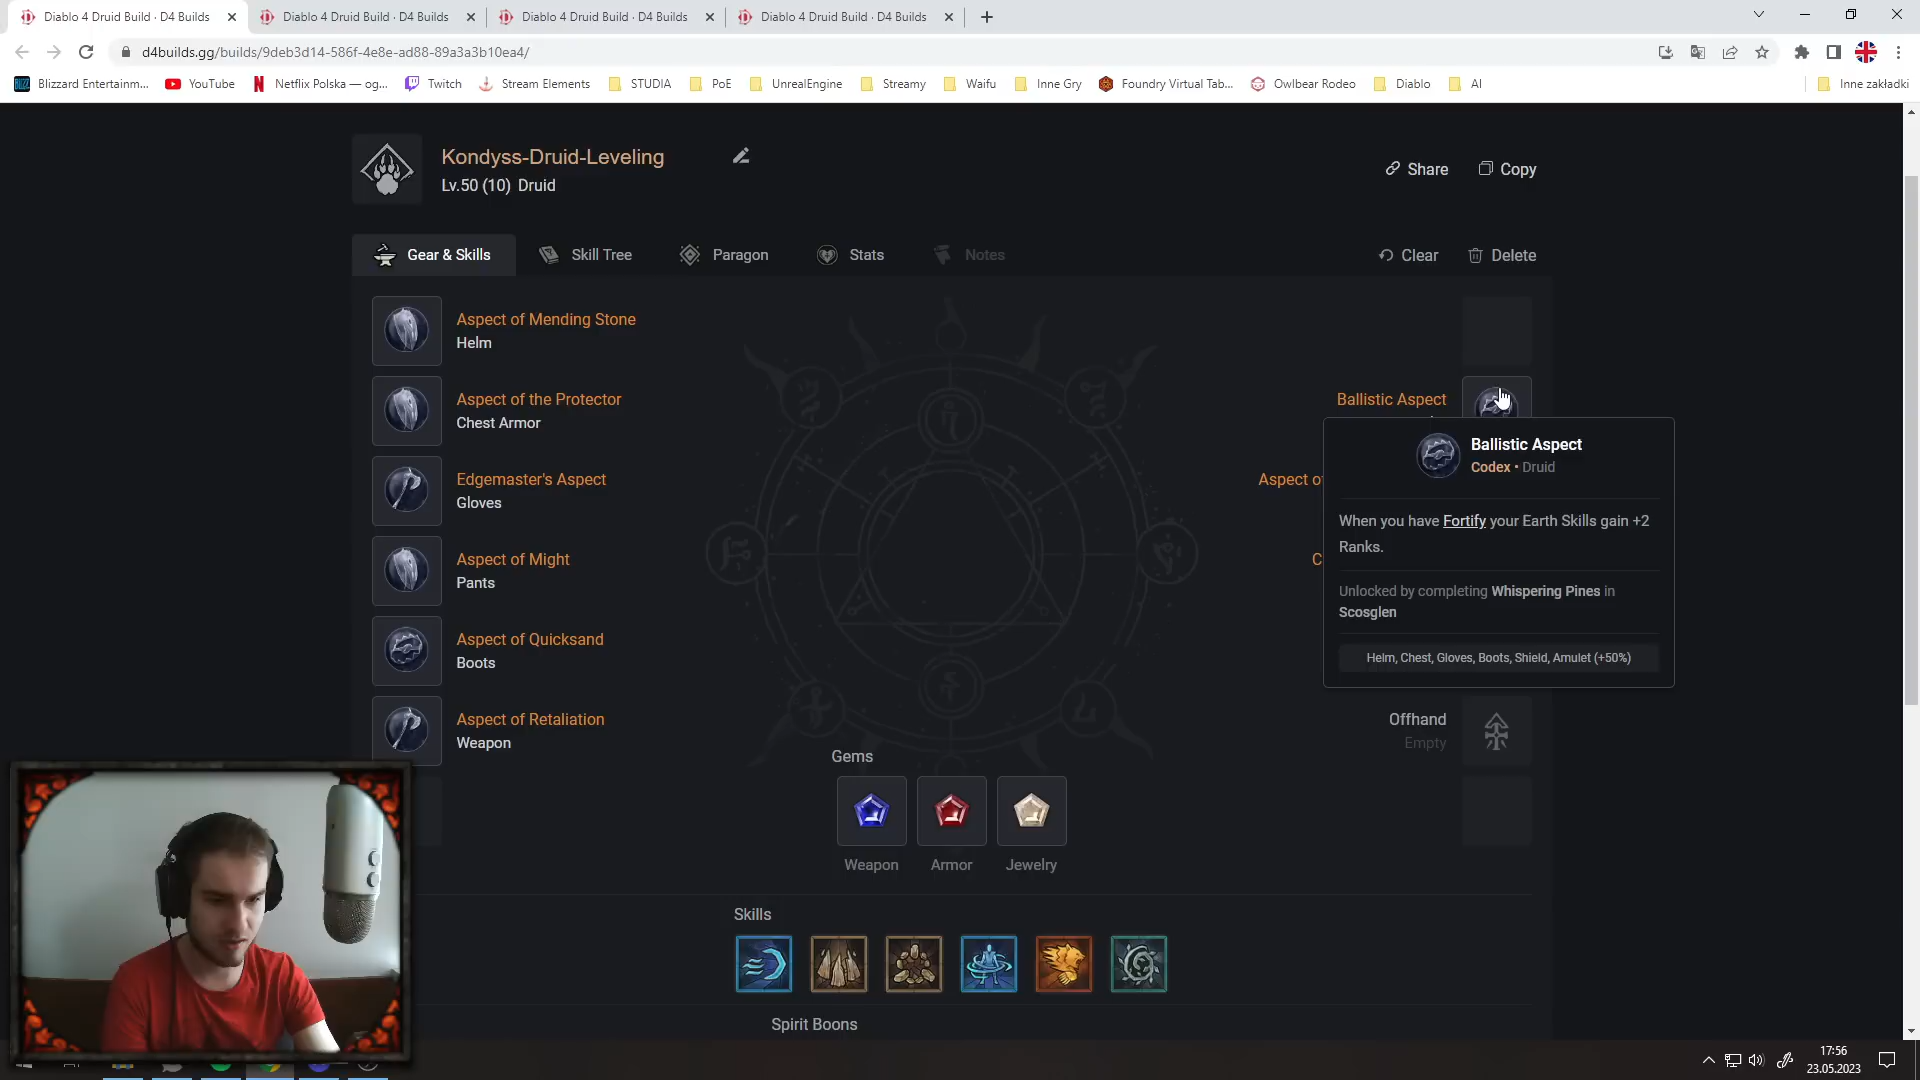 Diablo 4 Druid Build · D4 Builds
Diablo 4 Druid Build · D4 Builds
Diablo 4 Druid Build · D4 Builds
Diablo 4 Druid Build · D4 Builds
d4builds.gg/builds/9deb3d14-586f-4e8e-ad88-89a3a3b10ea4/
Blizzard Entertainm...
YouTube
Netflix Polska — og...
Twitch
Stream Elements
STUDIA
PoE
UnrealEngine
Streamy
Waifu
Inne Gry
Foundry Virtual Tab...
Owlbear Rodeo
Diablo
AI
Inne zakładki
Kondyss-Druid-Leveling
Lv.50 (10) Druid
Share
Copy
Gear & Skills
Skill Tree
Paragon
Stats
Notes
Clear
Delete
Aspect of Mending Stone
Helm
Aspect of the Protector
Chest Armor
Edgemaster's Aspect
Gloves
Aspect of Might
Pants
Aspect of Quicksand
Boots
Aspect of Retaliation
Weapon
Ballistic Aspect
Aspect o
C
Ballistic Aspect
Codex • Druid
When you have Fortify your Earth Skills gain +2
Ranks.
Unlocked by completing Whispering Pines in
Scosglen
Helm, Chest, Gloves, Boots, Shield, Amulet (+50%)
Offhand
Empty
Gems
Weapon
Armor
Jewelry
Skills
Spirit Boons
17:56
23.05.2023